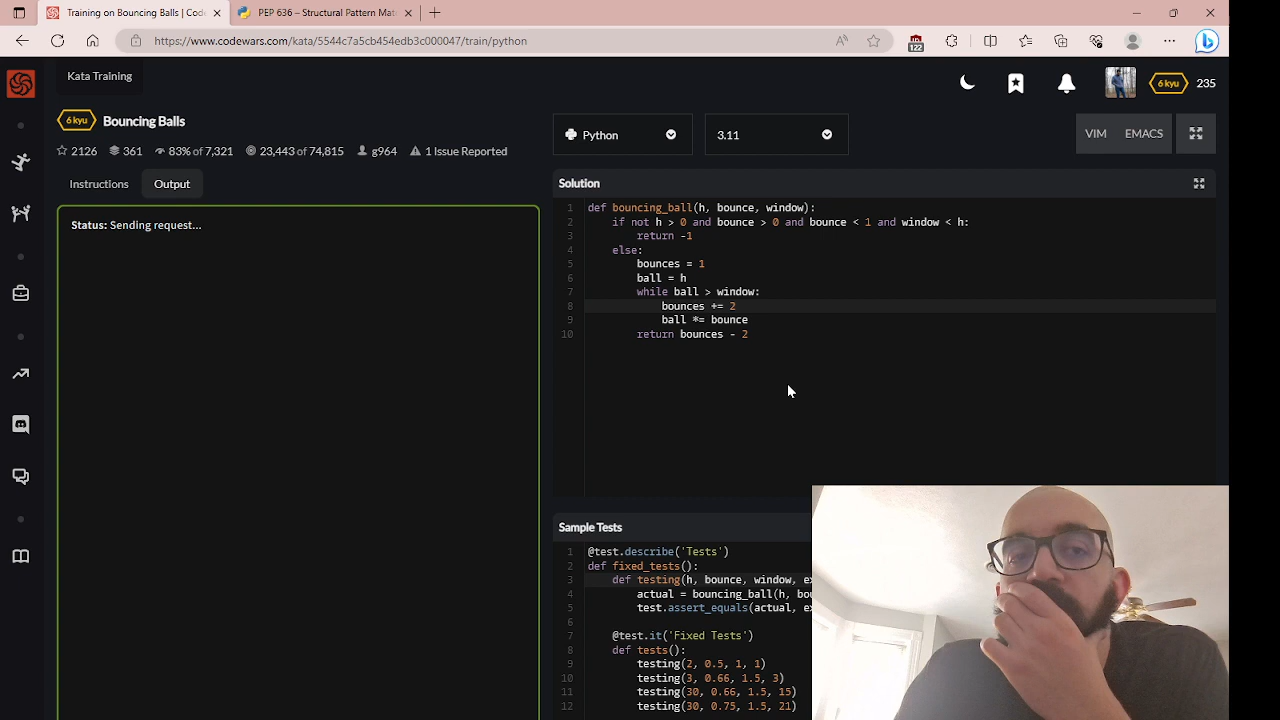 Training on Bouncing Balls | Code
PEP 636 – Structural Pattern Mat
https://www.codewars.com/kata/5544c7a5cb454edb3c000047/train/python
122
Kata Training
6 kyu
235
6 kyu Bouncing Balls
2126 361 83% of 7,321 23,443 of 74,815 g964 1 Issue Reported
Python
3.11
VIM
EMACS
Instructions
Output
Status: Sending request...
Solution
1 def bouncing_ball(h, bounce, window):
2 if not h > 0 and bounce > 0 and bounce < 1 and window < h:
3 return -1
4 else:
5 bounces = 1
6 ball = h
7 while ball > window:
8 bounces += 2
9 ball *= bounce
10 return bounces - 2
Sample Tests
1 @test.describe('Tests')
2 def fixed_tests():
3 def testing(h, bounce, window, ex
4 actual = bouncing_ball(h, bou
5 test.assert_equals(actual, ex
6
7 @test.it('Fixed Tests')
8 def tests():
9 testing(2, 0.5, 1, 1)
10 testing(3, 0.66, 1.5, 3)
11 testing(30, 0.66, 1.5, 15)
12 testing(30, 0.75, 1.5, 21)